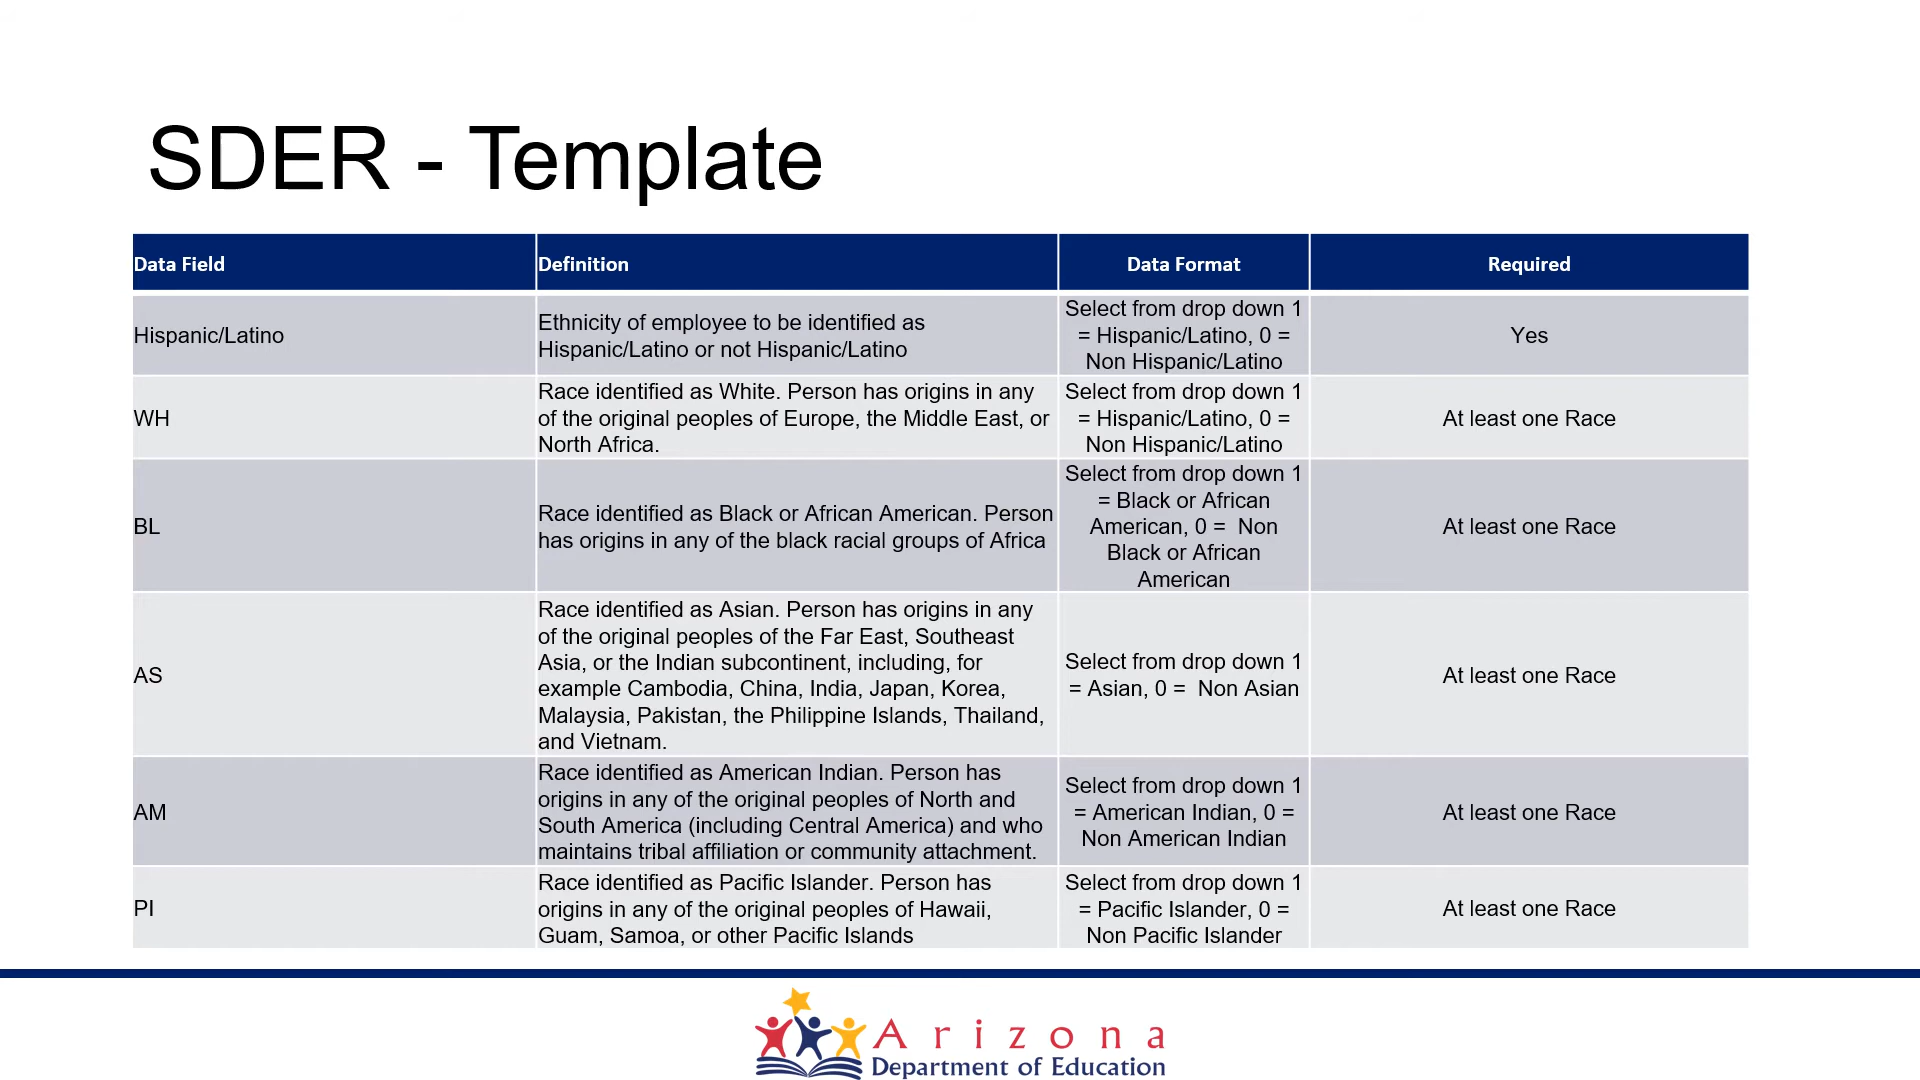 SDER - Template
Data Field
Definition
Data Format
Required
Hispanic/Latino
Ethnicity of employee to be identified as
Hispanic/Latino or not Hispanic/Latino
Select from drop down 1
= Hispanic/Latino, 0 =
Non Hispanic/Latino
Yes
WH
Race identified as White. Person has origins in any
of the original peoples of Europe, the Middle East, or
North Africa.
Select from drop down 1
= Hispanic/Latino, 0 =
Non Hispanic/Latino
At least one Race
BL
Race identified as Black or African American. Person
has origins in any of the black racial groups of Africa
Select from drop down 1
= Black or African
American, 0 =  Non
Black or African
American
At least one Race
AS
Race identified as Asian. Person has origins in any
of the original peoples of the Far East, Southeast
Asia, or the Indian subcontinent, including, for
example Cambodia, China, India, Japan, Korea,
Malaysia, Pakistan, the Philippine Islands, Thailand,
and Vietnam.
Select from drop down 1
= Asian, 0 =  Non Asian
At least one Race
AM
Race identified as American Indian. Person has
origins in any of the original peoples of North and
South America (including Central America) and who
maintains tribal affiliation or community attachment.
Select from drop down 1
= American Indian, 0 =
Non American Indian
At least one Race
PI
Race identified as Pacific Islander. Person has
origins in any of the original peoples of Hawaii,
Guam, Samoa, or other Pacific Islands
Select from drop down 1
= Pacific Islander, 0 =
Non Pacific Islander
At least one Race
Arizona
Department of Education